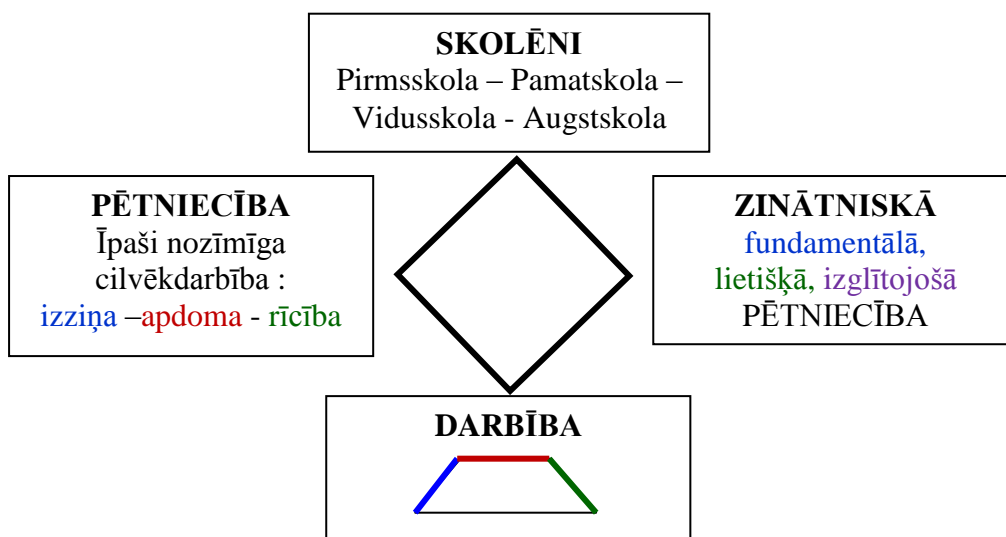 SKOLĒNI
Pirmsskola – Pamatskola –
Vidusskola - Augstskola
PĒTNIECĪBA
Īpaši nozīmīga
cilvēkdarbība :
izziņa –apdoma - rīcība
ZINĀTNISKĀ
fundamentālā,
lietišķā, izglītojošā
PĒTNIECĪBA
DARBĪBA